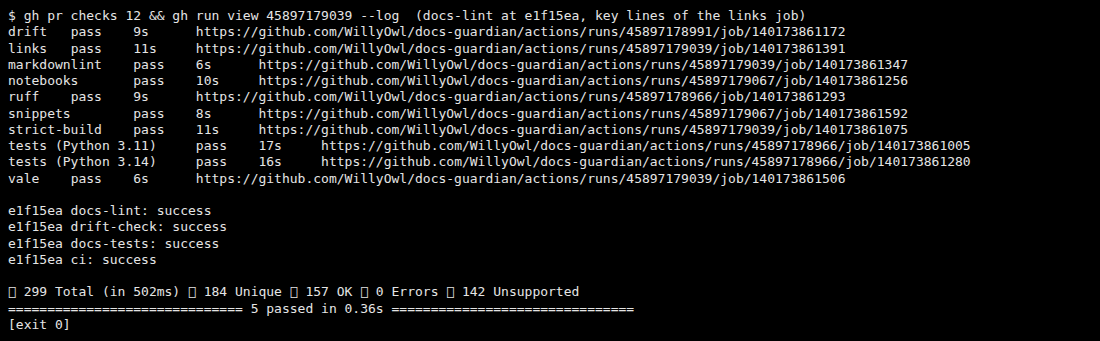 $ gh pr checks 12 && gh run view 45897179039 --log  (docs-lint at e1f15ea, key lines of the links job)
drift	pass	9s	https://github.com/WillyOwl/docs-guardian/actions/runs/45897178991/job/140173861172
links	pass	11s	https://github.com/WillyOwl/docs-guardian/actions/runs/45897179039/job/140173861391
markdownlint	pass	6s	https://github.com/WillyOwl/docs-guardian/actions/runs/45897179039/job/140173861347
notebooks	pass	10s	https://github.com/WillyOwl/docs-guardian/actions/runs/45897179067/job/140173861256
ruff	pass	9s	https://github.com/WillyOwl/docs-guardian/actions/runs/45897178966/job/140173861293
snippets	pass	8s	https://github.com/WillyOwl/docs-guardian/actions/runs/45897179067/job/140173861592
strict-build	pass	11s	https://github.com/WillyOwl/docs-guardian/actions/runs/45897179039/job/140173861075
tests (Python 3.11)	pass	17s	https://github.com/WillyOwl/docs-guardian/actions/runs/45897178966/job/140173861005
tests (Python 3.14)	pass	16s	https://github.com/WillyOwl/docs-guardian/actions/runs/45897178966/job/140173861280
vale	pass	6s	https://github.com/WillyOwl/docs-guardian/actions/runs/45897179039/job/140173861506
e1f15ea docs-lint: success
e1f15ea drift-check: success
e1f15ea docs-tests: success
e1f15ea ci: success
▯ 299 Total (in 502ms) ▯ 184 Unique ▯ 157 OK ▯ 0 Errors ▯ 142 Unsupported
============================== 5 passed in 0.36s ===============================
[exit 0]